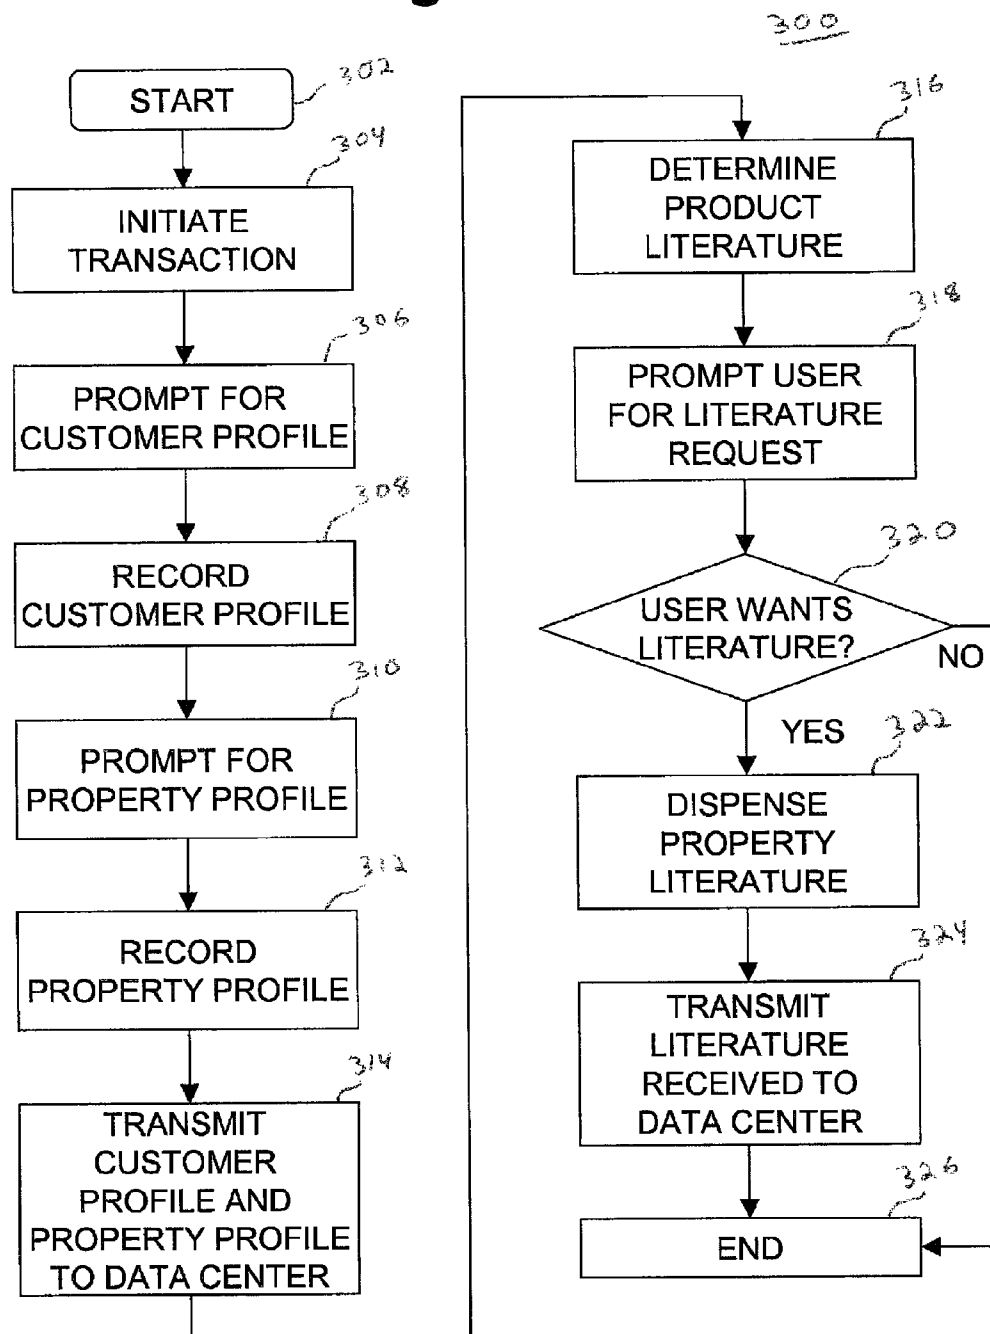 300
START
302
304
INITIATE
TRANSACTION
306
PROMPT FOR
CUSTOMER PROFILE
308
RECORD
CUSTOMER PROFILE
310
PROMPT FOR
PROPERTY PROFILE
312
RECORD
PROPERTY PROFILE
314
TRANSMIT
CUSTOMER
PROFILE AND
PROPERTY PROFILE
TO DATA CENTER
316
DETERMINE
PRODUCT
LITERATURE
318
PROMPT USER
FOR LITERATURE
REQUEST
320
USER WANTS
LITERATURE?
NO
YES
322
DISPENSE
PROPERTY
LITERATURE
324
TRANSMIT
LITERATURE
RECEIVED TO
DATA CENTER
326
END